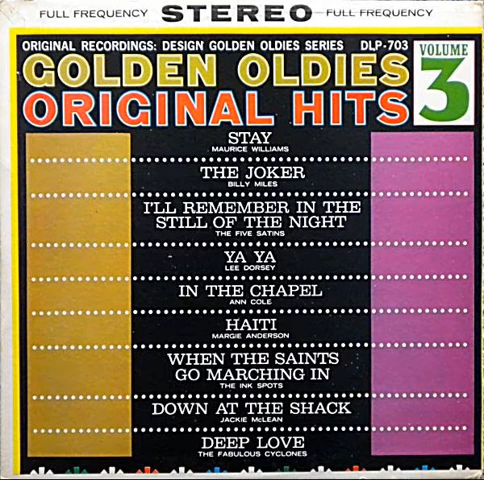 FULL FREQUENCY STEREO FULL FREQUENCY
ORIGINAL RECORDINGS: DESIGN GOLDEN OLDIES SERIES DLP-703
GOLDEN OLDIES
ORIGINAL HITS
VOLUME
3
STAY
MAURICE WILLIAMS
THE JOKER
BILLY MILES
I'LL REMEMBER IN THE
STILL OF THE NIGHT
THE FIVE SATINS
YA YA
LEE DORSEY
IN THE CHAPEL
ANN COLE
HAITI
MARGIE ANDERSON
WHEN THE SAINTS
GO MARCHING IN
THE INK SPOTS
DOWN AT THE SHACK
JACKIE McLEAN
DEEP LOVE
THE FABULOUS CYCLONES